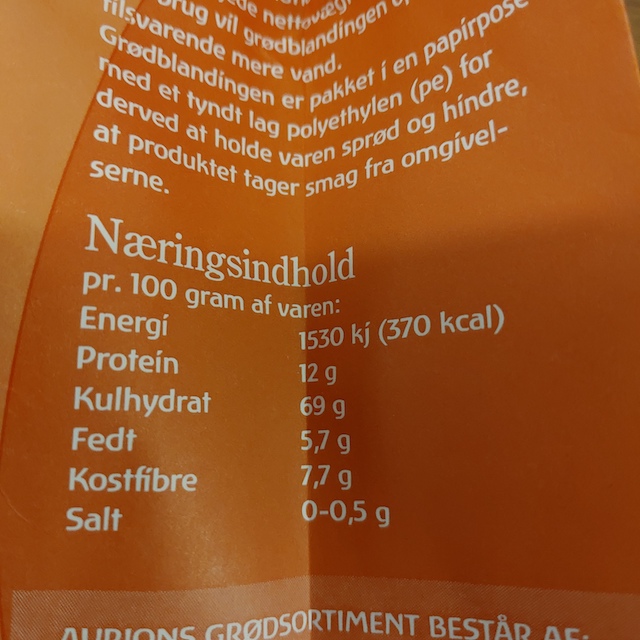 brug vil grødblandingen
tilsvarende mere vand.
Grødblandingen er pakket i en papirpose
med et tyndt lag polyethylen (pe) for
derved at holde varen sprød og hindre,
at produktet tager smag fra omgivel-
serne.
Næringsindhold
pr. 100 gram af varen:
Energi 1530 kj (370 kcal)
Protein 12 g
Kulhydrat 69 g
Fedt 5,7 g
Kostfibre 7,7 g
Salt 0-0,5 g
AURIONS GRØDSORTIMENT BESTÅR AF: